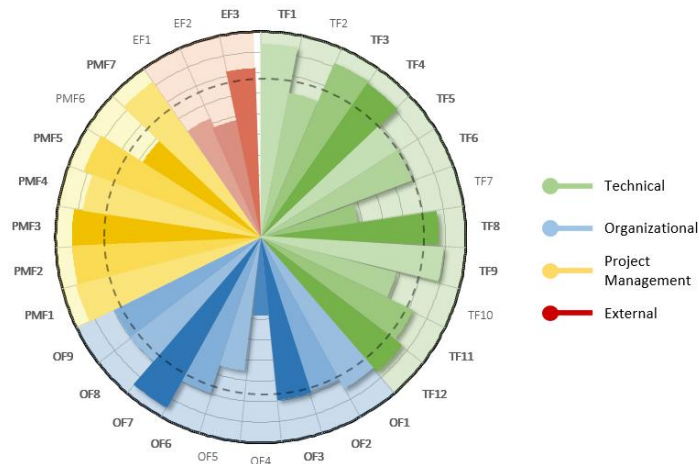 EF3
TF1
EF2
TF2
EF1
TF3
PMF7
TF4
PMF6
TF5
PMF5
TF6
PMF4
TF7
PMF3
TF8
PMF2
TF9
PMF1
TF10
OF9
TF11
OF8
TF12
OF7
OF1
OF6
OF2
OF5
OF3
OF4
Technical
Organizational
Project
Management
External